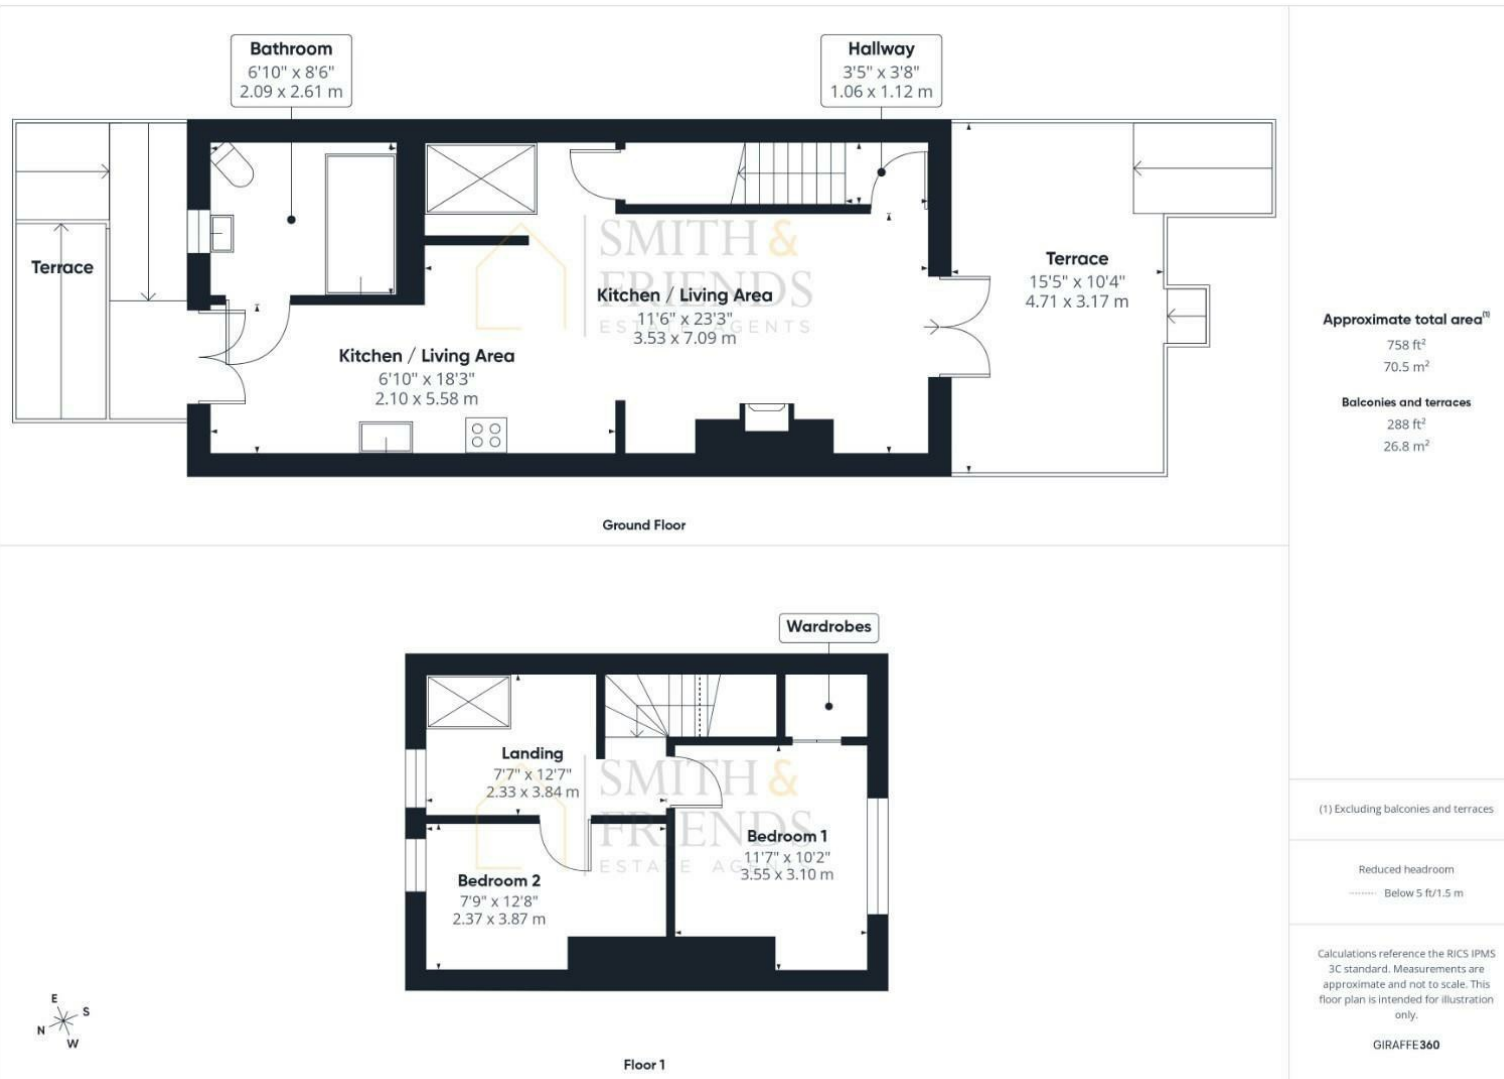 Bathroom
6'10" x 8'6"
2.09 x 2.61 m
Hallway
3'5" x 3'8"
1.06 x 1.12 m
Terrace
SMITH &
FRIENDS
ESTATE AGENTS
Kitchen / Living Area
11'6" x 23'3"
3.53 x 7.09 m
Kitchen / Living Area
6'10" x 18'3"
2.10 x 5.58 m
Terrace
15'5" x 10'4"
4.71 x 3.17 m
Ground Floor
Approximate total area(1)
758 ft²
70.5 m²
Balconies and terraces
288 ft²
26.8 m²
Wardrobes
Landing
7'7" x 12'7"
2.33 x 3.84 m
SMITH &
FRIENDS
ESTATE AGENTS
Bedroom 1
11'7" x 10'2"
3.55 x 3.10 m
Bedroom 2
7'9" x 12'8"
2.37 x 3.87 m
E
S
N
W
Floor 1
(1) Excluding balconies and terraces
Reduced headroom
Below 5 ft/1.5 m
Calculations reference the RICS IPMS
3C standard. Measurements are
approximate and not to scale. This
floor plan is intended for illustration
only.
GIRAFFE360